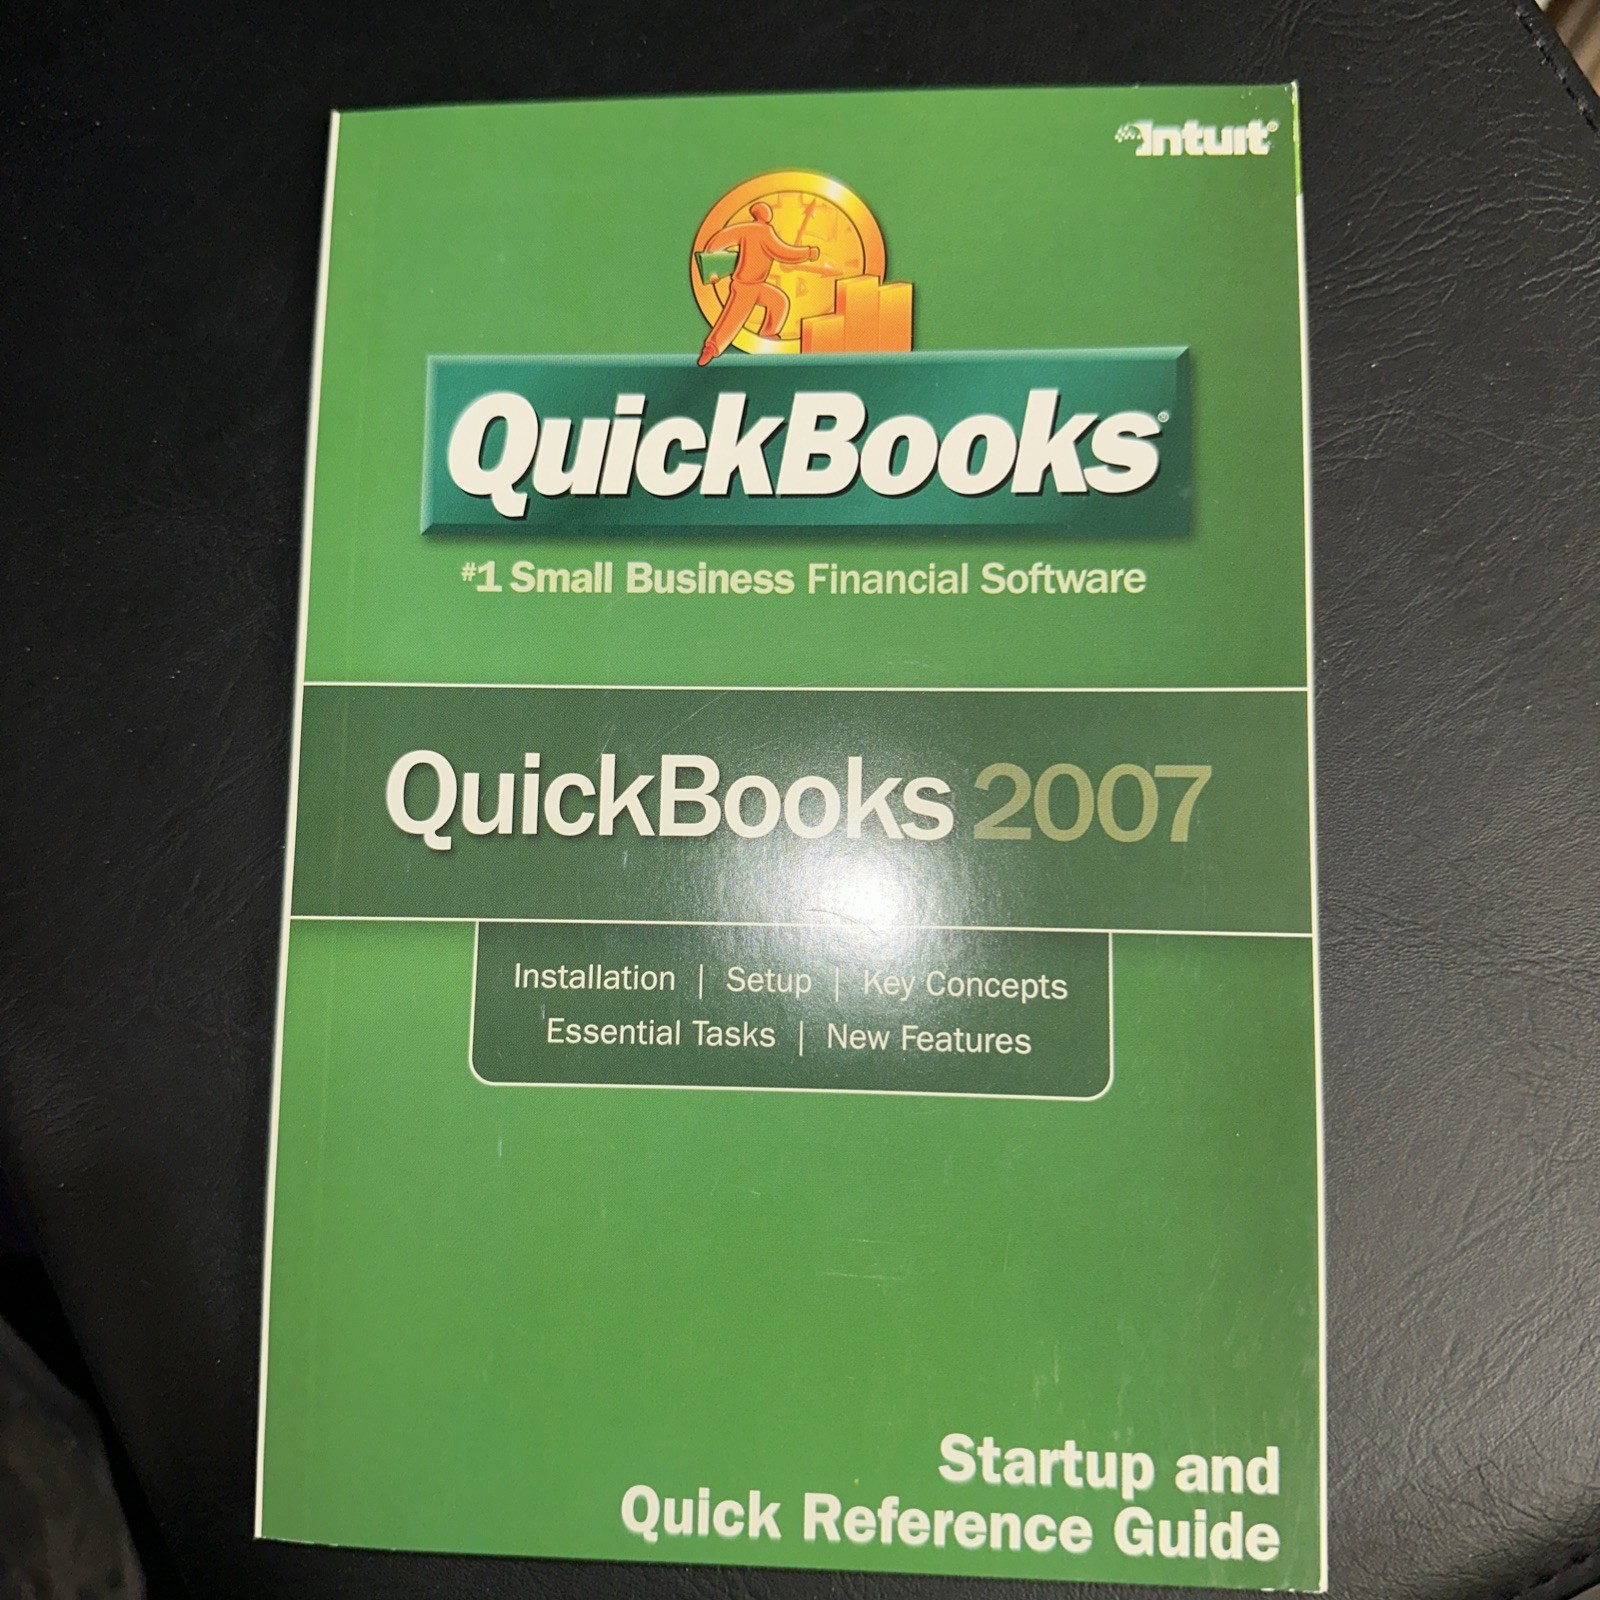 Intuit®
QuickBooks®
#1 Small Business Financial Software
QuickBooks 2007
Installation | Setup | Key Concepts
Essential Tasks | New Features
Startup and
Quick Reference Guide